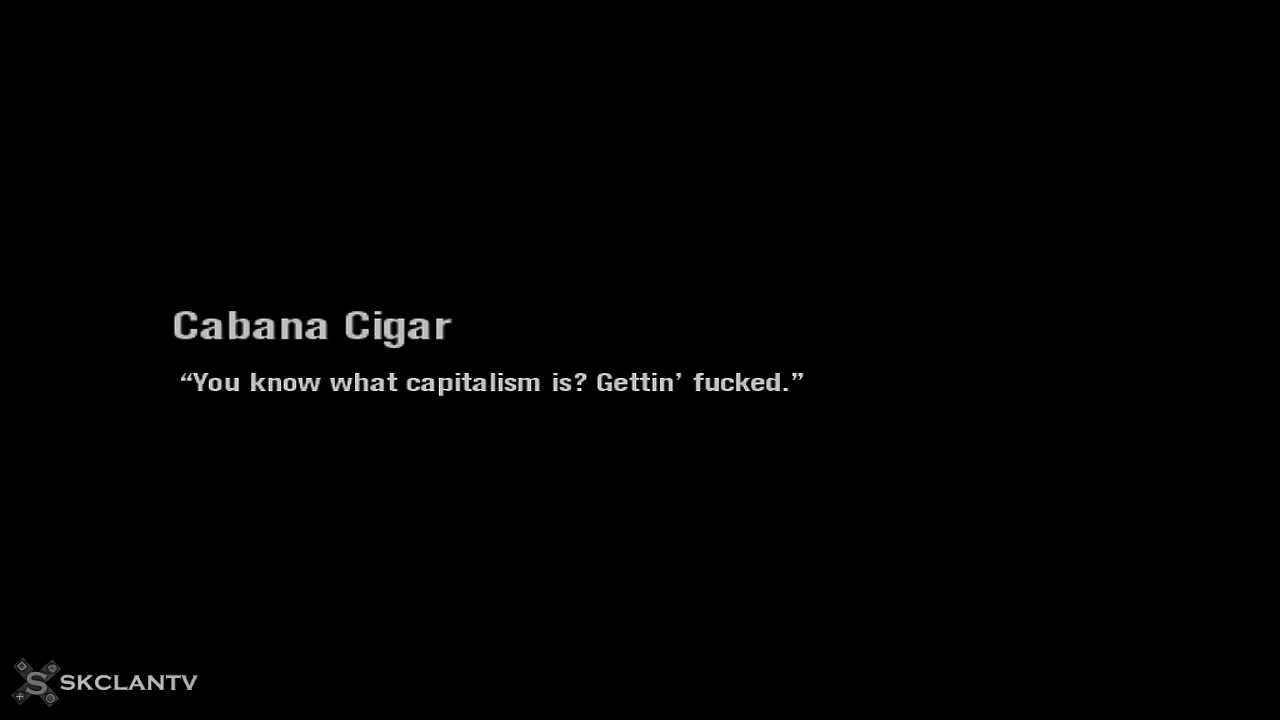 Cabana Cigar
“You know what capitalism is? Gettin’ fucked.”
S SKCLANTV